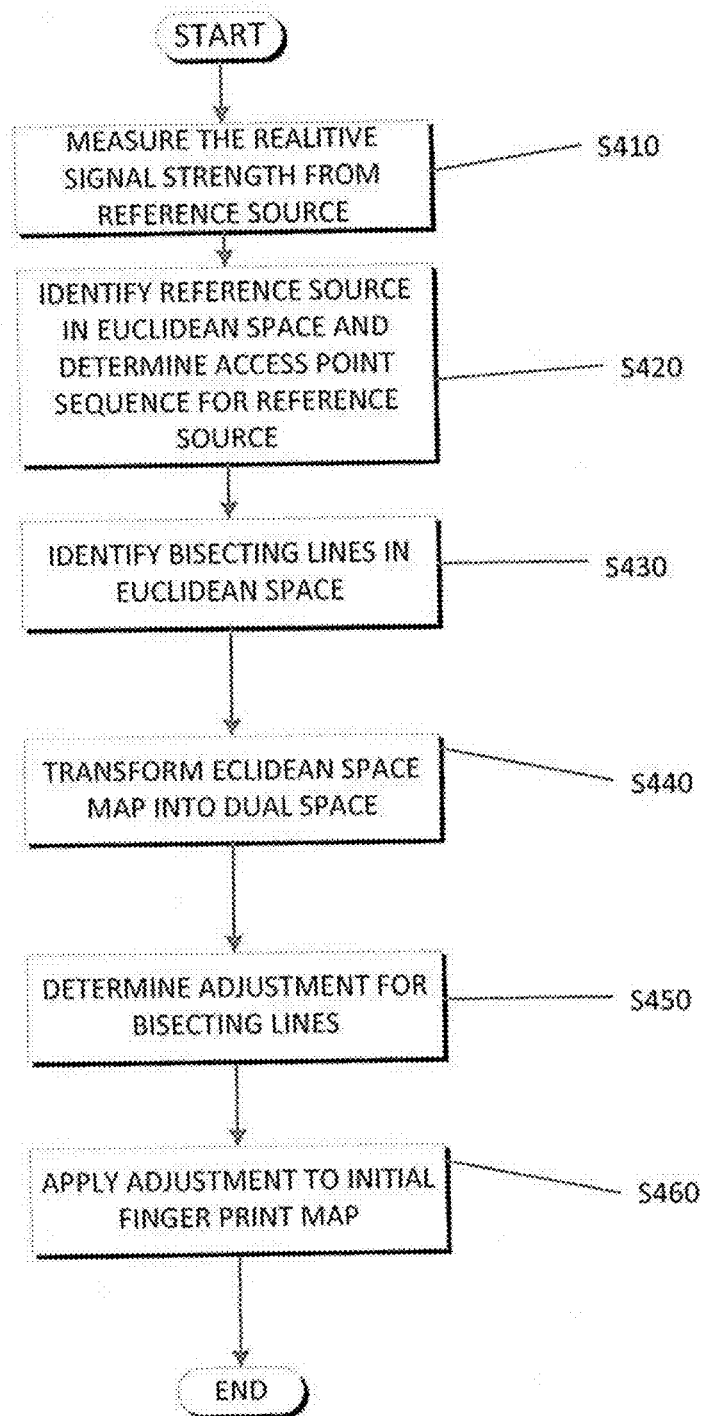 START
MEASURE THE REALITIVE
SIGNAL STRENGTH FROM
REFERENCE SOURCE
S410
IDENTIFY REFERENCE SOURCE
IN EUCLIDEAN SPACE AND
DETERMINE ACCESS POINT
SEQUENCE FOR REFERENCE
SOURCE
S420
IDENTIFY BISECTING LINES IN
EUCLIDEAN SPACE
S430
TRANSFORM ECLIDEAN SPACE
MAP INTO DUAL SPACE
S440
DETERMINE ADJUSTMENT FOR
BISECTING LINES
S450
APPLY ADJUSTMENT TO INITIAL
FINGER PRINT MAP
S460
END